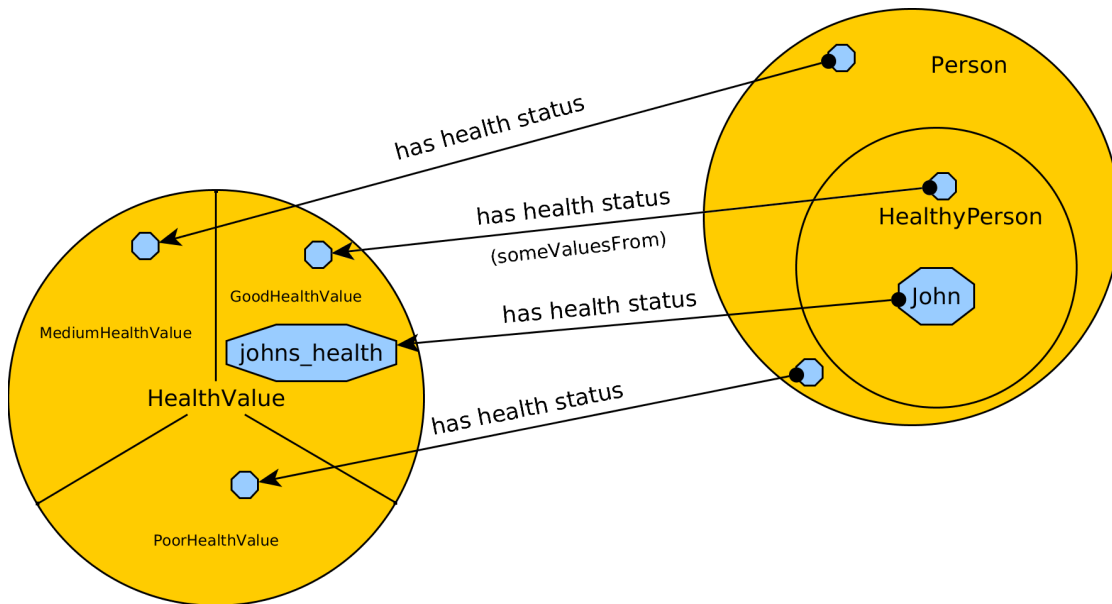 Person
has health status
has health status
HealthyPerson
(someValuesFrom)
GoodHealthValue
has health status
John
MediumHealthValue
johns_health
HealthValue
has health status
PoorHealthValue